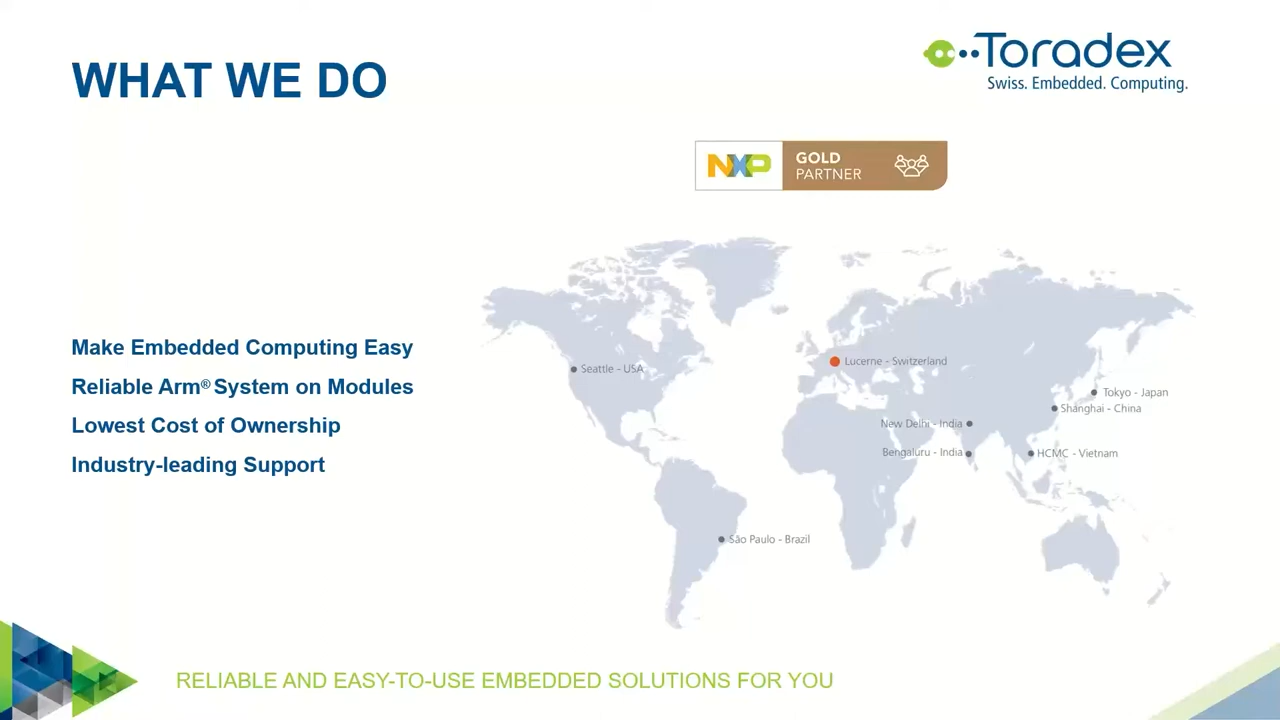 WHAT WE DO
Toradex
Swiss. Embedded. Computing.
NXP
GOLD
PARTNER
Make Embedded Computing Easy
Reliable Arm® System on Modules
Lowest Cost of Ownership
Industry-leading Support
Seattle - USA
Lucerne - Switzerland
Tokyo - Japan
Shanghai - China
New Delhi - India
Bengaluru - India
HCMC - Vietnam
São Paulo - Brazil
RELIABLE AND EASY-TO-USE EMBEDDED SOLUTIONS FOR YOU